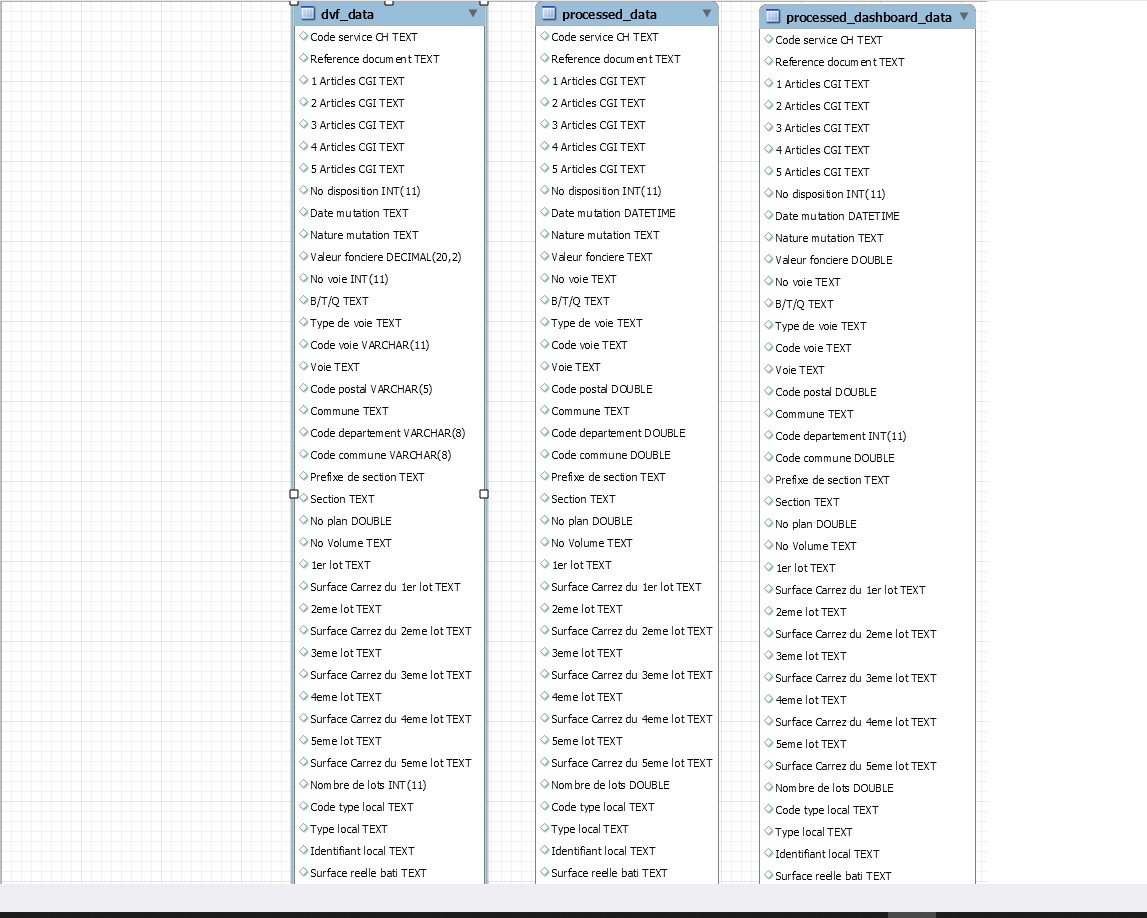 dvf_data
Code service CH TEXT
Reference document TEXT
1 Articles CGI TEXT
2 Articles CGI TEXT
3 Articles CGI TEXT
4 Articles CGI TEXT
5 Articles CGI TEXT
No disposition INT(11)
Date mutation TEXT
Nature mutation TEXT
Valeur fonciere DECIMAL(20,2)
No voie INT(11)
B/T/Q TEXT
Type de voie TEXT
Code voie VARCHAR(11)
Voie TEXT
Code postal VARCHAR(5)
Commune TEXT
Code departement VARCHAR(8)
Code commune VARCHAR(8)
Prefixe de section TEXT
Section TEXT
No plan DOUBLE
No Volume TEXT
1er lot TEXT
Surface Carrez du 1er lot TEXT
2eme lot TEXT
Surface Carrez du 2eme lot TEXT
3eme lot TEXT
Surface Carrez du 3eme lot TEXT
4eme lot TEXT
Surface Carrez du 4eme lot TEXT
5eme lot TEXT
Surface Carrez du 5eme lot TEXT
Nombre de lots INT(11)
Code type local TEXT
Type local TEXT
Identifiant local TEXT
Surface reelle bati TEXT
processed_data
Code service CH TEXT
Reference document TEXT
1 Articles CGI TEXT
2 Articles CGI TEXT
3 Articles CGI TEXT
4 Articles CGI TEXT
5 Articles CGI TEXT
No disposition INT(11)
Date mutation DATETIME
Nature mutation TEXT
Valeur fonciere TEXT
No voie TEXT
B/T/Q TEXT
Type de voie TEXT
Code voie TEXT
Voie TEXT
Code postal DOUBLE
Commune TEXT
Code departement DOUBLE
Code commune DOUBLE
Prefixe de section TEXT
Section TEXT
No plan DOUBLE
No Volume TEXT
1er lot TEXT
Surface Carrez du 1er lot TEXT
2eme lot TEXT
Surface Carrez du 2eme lot TEXT
3eme lot TEXT
Surface Carrez du 3eme lot TEXT
4eme lot TEXT
Surface Carrez du 4eme lot TEXT
5eme lot TEXT
Surface Carrez du 5eme lot TEXT
Nombre de lots DOUBLE
Code type local TEXT
Type local TEXT
Identifiant local TEXT
Surface reelle bati TEXT
processed_dashboard_data
Code service CH TEXT
Reference document TEXT
1 Articles CGI TEXT
2 Articles CGI TEXT
3 Articles CGI TEXT
4 Articles CGI TEXT
5 Articles CGI TEXT
No disposition INT(11)
Date mutation DATETIME
Nature mutation TEXT
Valeur fonciere DOUBLE
No voie TEXT
B/T/Q TEXT
Type de voie TEXT
Code voie TEXT
Voie TEXT
Code postal DOUBLE
Commune TEXT
Code departement INT(11)
Code commune DOUBLE
Prefixe de section TEXT
Section TEXT
No plan DOUBLE
No Volume TEXT
1er lot TEXT
Surface Carrez du 1er lot TEXT
2eme lot TEXT
Surface Carrez du 2eme lot TEXT
3eme lot TEXT
Surface Carrez du 3eme lot TEXT
4eme lot TEXT
Surface Carrez du 4eme lot TEXT
5eme lot TEXT
Surface Carrez du 5eme lot TEXT
Nombre de lots DOUBLE
Code type local TEXT
Type local TEXT
Identifiant local TEXT
Surface reelle bati TEXT